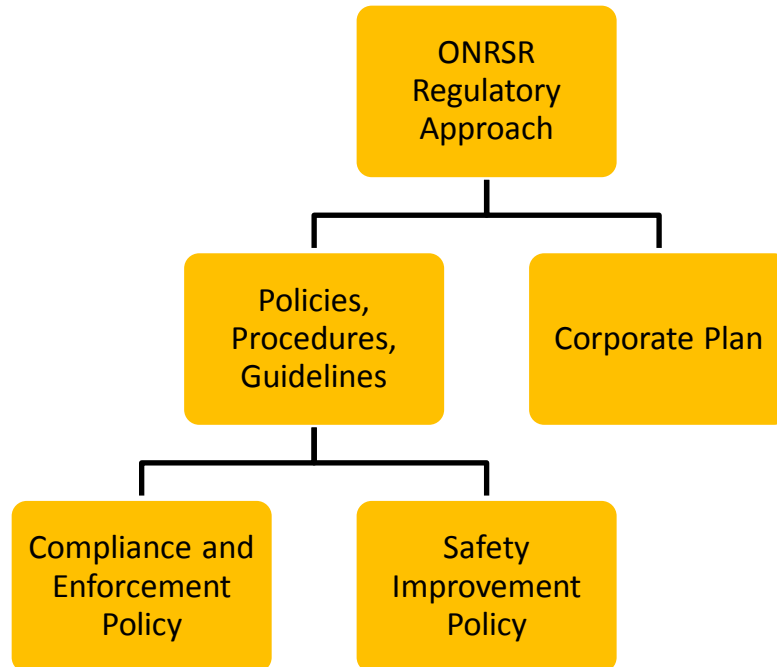 ONRSR
Regulatory
Approach
Policies,
Procedures,
Guidelines
Corporate Plan
Compliance and
Enforcement
Policy
Safety
Improvement
Policy